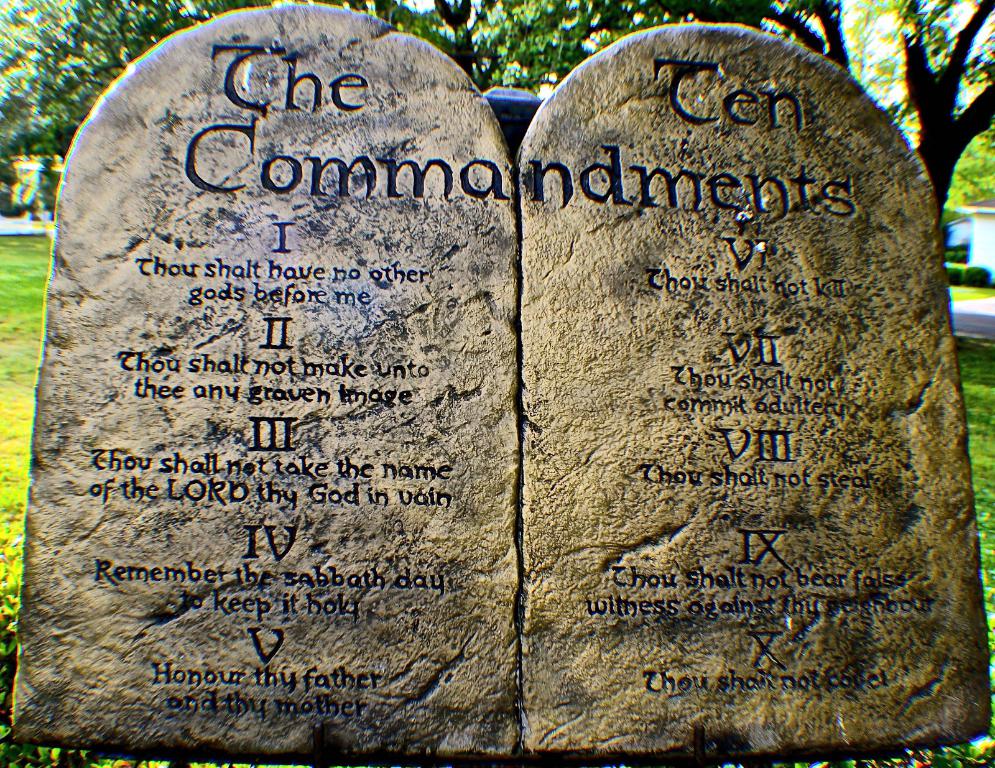 The Ten
Commandments
I
Thou shalt have no other
gods before me
II
Thou shalt not make unto
thee any graven image
III
Thou shall not take the name
of the LORD thy God in vain
IV
Remember the sabbath day
to keep it holy
V
Honour thy father
and thy mother
VI
Thou shalt not kill
VII
Thou shalt not
commit adultery
VIII
Thou shalt not steal
IX
Thou shalt not bear false
witness against thy neighbour
X
Thou shalt not covet